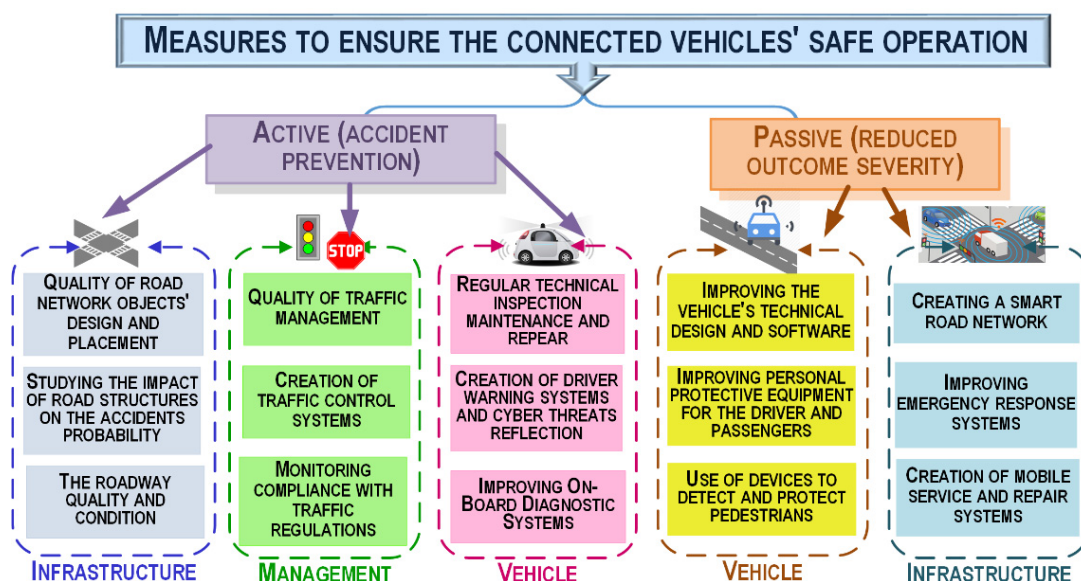 MEASURES TO ENSURE THE CONNECTED VEHICLES' SAFE OPERATION
ACTIVE (ACCIDENT
PREVENTION)
PASSIVE (REDUCED
OUTCOME SEVERITY)
STOP
QUALITY OF ROAD
NETWORK OBJECTS'
DESIGN AND
PLACEMENT
STUDYING THE IMPACT
OF ROAD STRUCTURES
ON THE ACCIDENTS
PROBABILITY
THE ROADWAY
QUALITY AND
CONDITION
INFRASTRUCTURE
QUALITY OF TRAFFIC
MANAGEMENT
CREATION OF
TRAFFIC CONTROL
SYSTEMS
MONITORING
COMPLIANCE WITH
TRAFFIC
REGULATIONS
MANAGEMENT
REGULAR TECHNICAL
INSPECTION
MAINTENANCE AND
REPEAR
CREATION OF DRIVER
WARNING SYSTEMS
AND CYBER THREATS
REFLECTION
IMPROVING ON-
BOARD DIAGNOSTIC
SYSTEMS
VEHICLE
IMPROVING THE
VEHICLE'S TECHNICAL
DESIGN AND SOFTWARE
IMPROVING PERSONAL
PROTECTIVE EQUIPMENT
FOR THE DRIVER AND
PASSENGERS
USE OF DEVICES TO
DETECT AND PROTECT
PEDESTRIANS
VEHICLE
CREATING A SMART
ROAD NETWORK
IMPROVING
EMERGENCY RESPONSE
SYSTEMS
CREATION OF MOBILE
SERVICE AND REPAIR
SYSTEMS
INFRASTRUCTURE